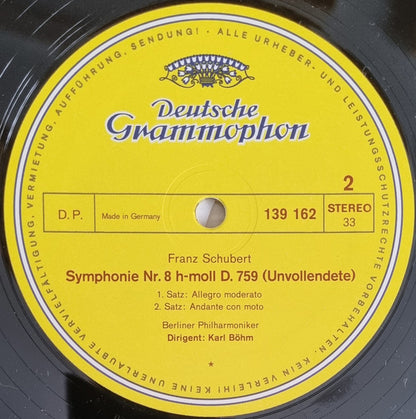 ALLE URHEBER- UND LEISTUNGSSCHUTZRECHTE VORBEHALTEN. KEIN VERLEIH! KEINE UNERLAUBTE VERVIELFÄLTIGUNG, VERMIETUNG, AUFFÜHRUNG, SENDUNG!
Deutsche
Grammophon
2
D.P.
Made in Germany
139 162
STEREO
33
Franz Schubert
Symphonie Nr. 8 h-moll D. 759 (Unvollendete)
1. Satz: Allegro moderato
2. Satz: Andante con moto
Berliner Philharmoniker
Dirigent: Karl Böhm
*